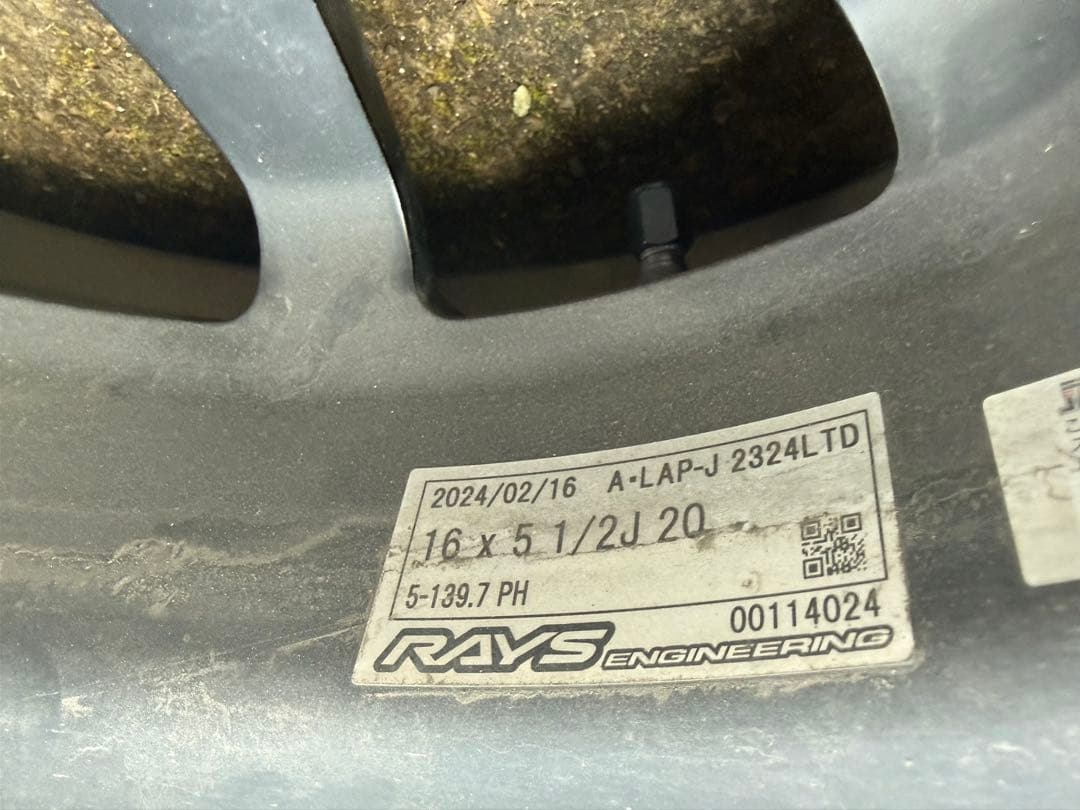 2024/02/16 A・LAP-J 2324LTD
16 x 5 1/2J 20
5-139.7 PH
00114024
RAYS ENGINEERING